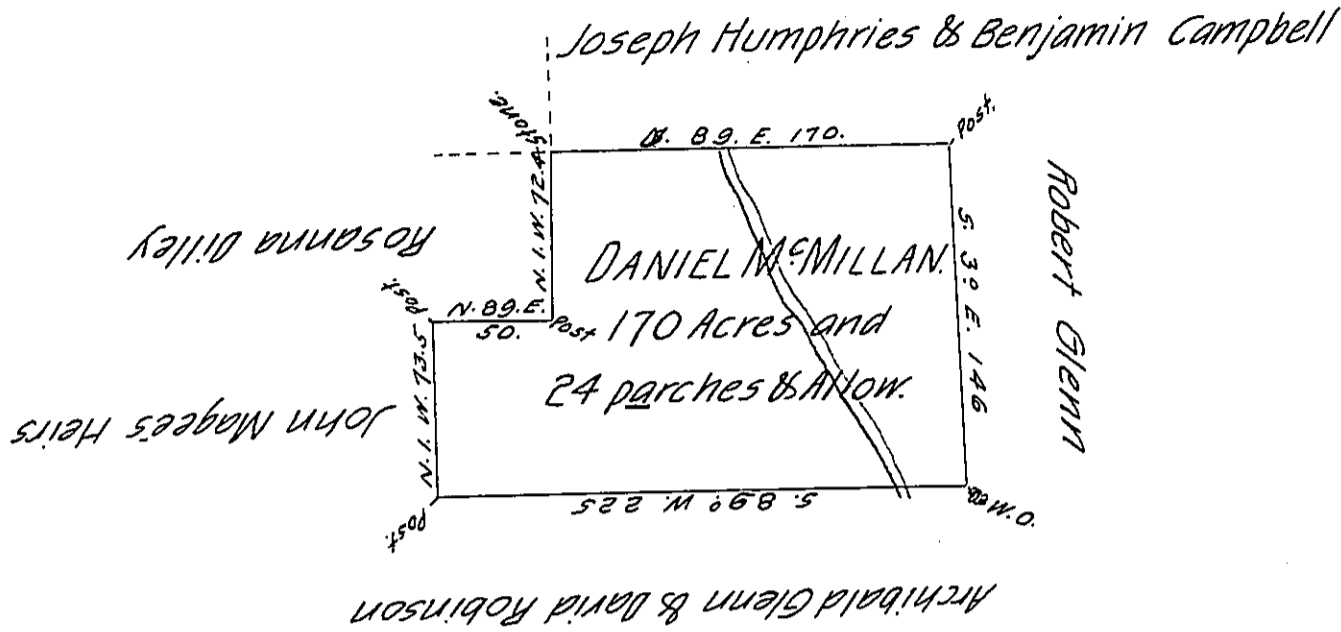 Joseph Humphries & Benjamin Campbell
Stone.
89. E. 170.
Post.
N. 1. W. 72.4
Robert Glenn
S. 3° E. 146
Rosanna Dilley
DANIEL McMILLAN.
170 Acres and
24 parches & Allow.
Post.
N. 89. E.
50.
Post
N. 1. W. 73.5
John Magee's Heirs
Post.
S. 89° W. 225
Archibald Glenn & David Robinson